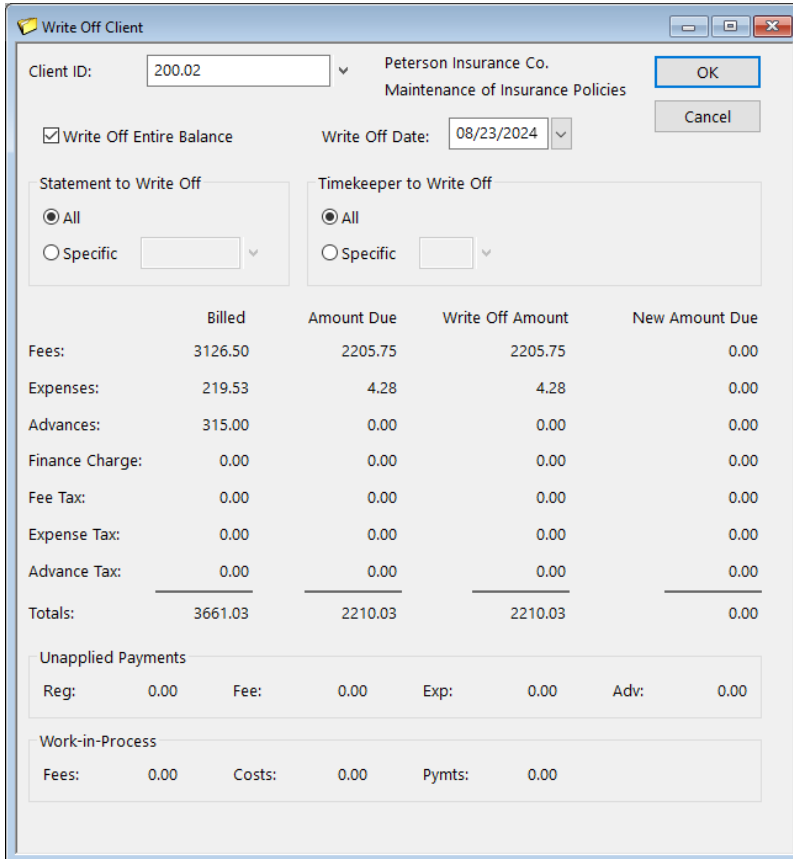 Write Off Client
Client ID: 200.02 Peterson Insurance Co. OK
Maintenance of Insurance Policies
Cancel
Write Off Entire Balance Write Off Date: 08/23/2024
Statement to Write Off Timekeeper to Write Off
All All
Specific Specific
Billed Amount Due Write Off Amount New Amount Due
Fees: 3126.50 2205.75 2205.75 0.00
Expenses: 219.53 4.28 4.28 0.00
Advances: 315.00 0.00 0.00 0.00
Finance Charge: 0.00 0.00 0.00 0.00
Fee Tax: 0.00 0.00 0.00 0.00
Expense Tax: 0.00 0.00 0.00 0.00
Advance Tax: 0.00 0.00 0.00 0.00
Totals: 3661.03 2210.03 2210.03 0.00
Unapplied Payments
Reg: 0.00 Fee: 0.00 Exp: 0.00 Adv: 0.00
Work-in-Process
Fees: 0.00 Costs: 0.00 Pymts: 0.00